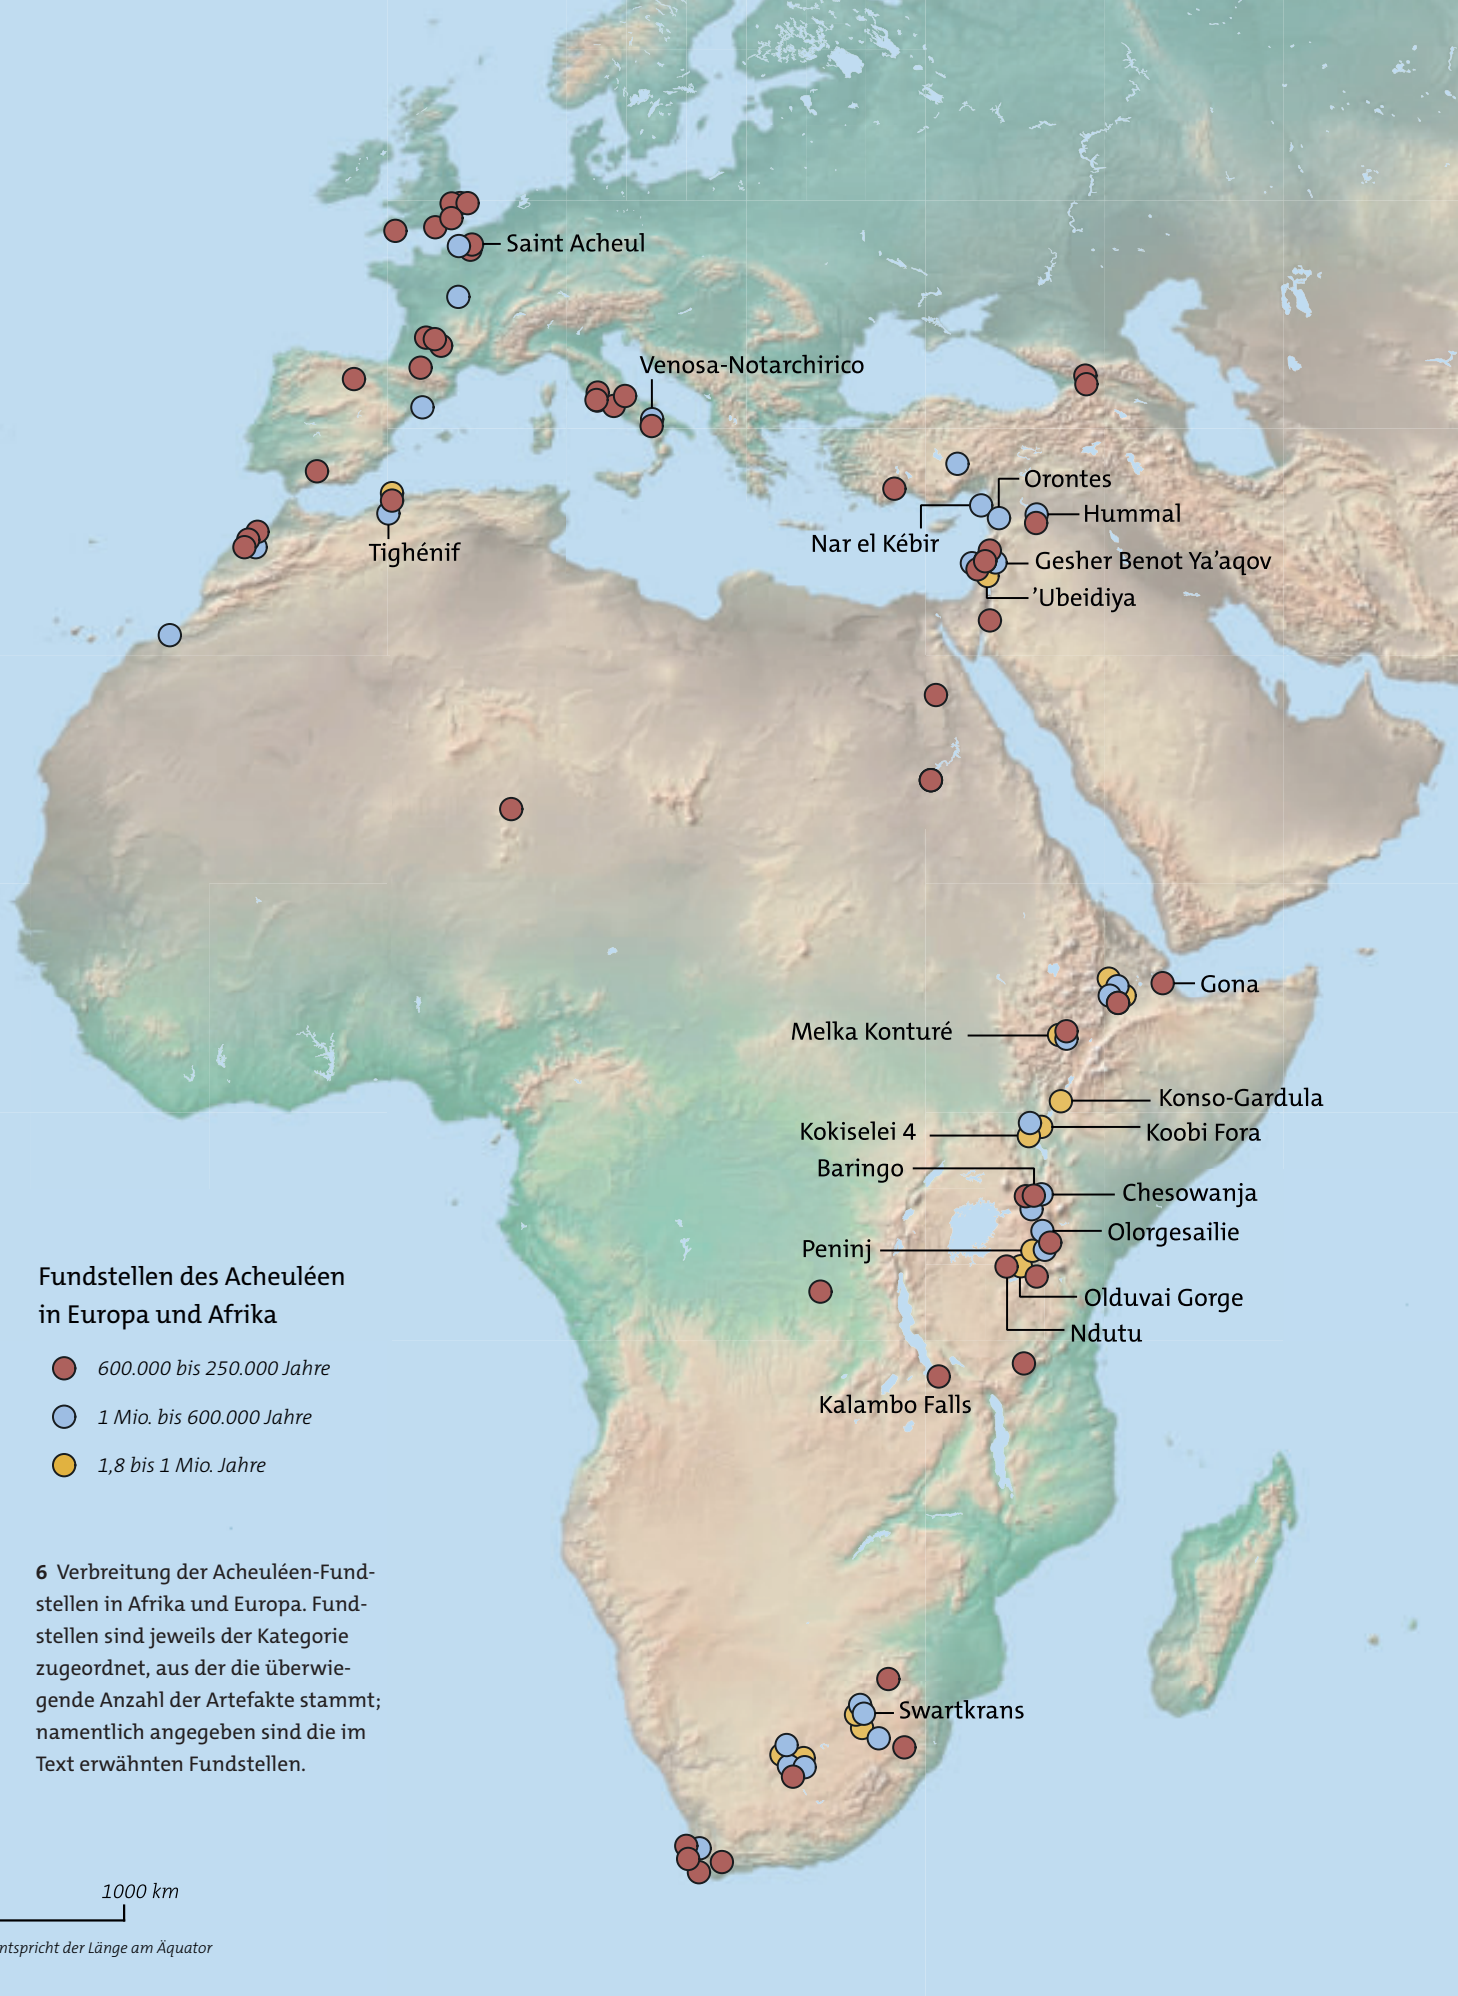 Saint Acheul
Venosa-Notarchirico
Orontes
Hummal
Nar el Kébir
Tighénif
Gesher Benot Ya’aqov
’Ubeidiya
Gona
Melka Konturé
Konso-Gardula
Kokiselei 4
Koobi Fora
Baringo
Chesowanja
Olorgesailie
Peninj
Olduvai Gorge
Ndutu
Kalambo Falls
Swartkrans
Fundstellen des Acheuléen
in Europa und Afrika
600.000 bis 250.000 Jahre
1 Mio. bis 600.000 Jahre
1,8 bis 1 Mio. Jahre
6 Verbreitung der Acheuléen-Fund-
stellen in Afrika und Europa. Fund-
stellen sind jeweils der Kategorie
zugeordnet, aus der die überwie-
gende Anzahl der Artefakte stammt;
namentlich angegeben sind die im
Text erwähnten Fundstellen.
1000 km
ntspricht der Länge am Äquator